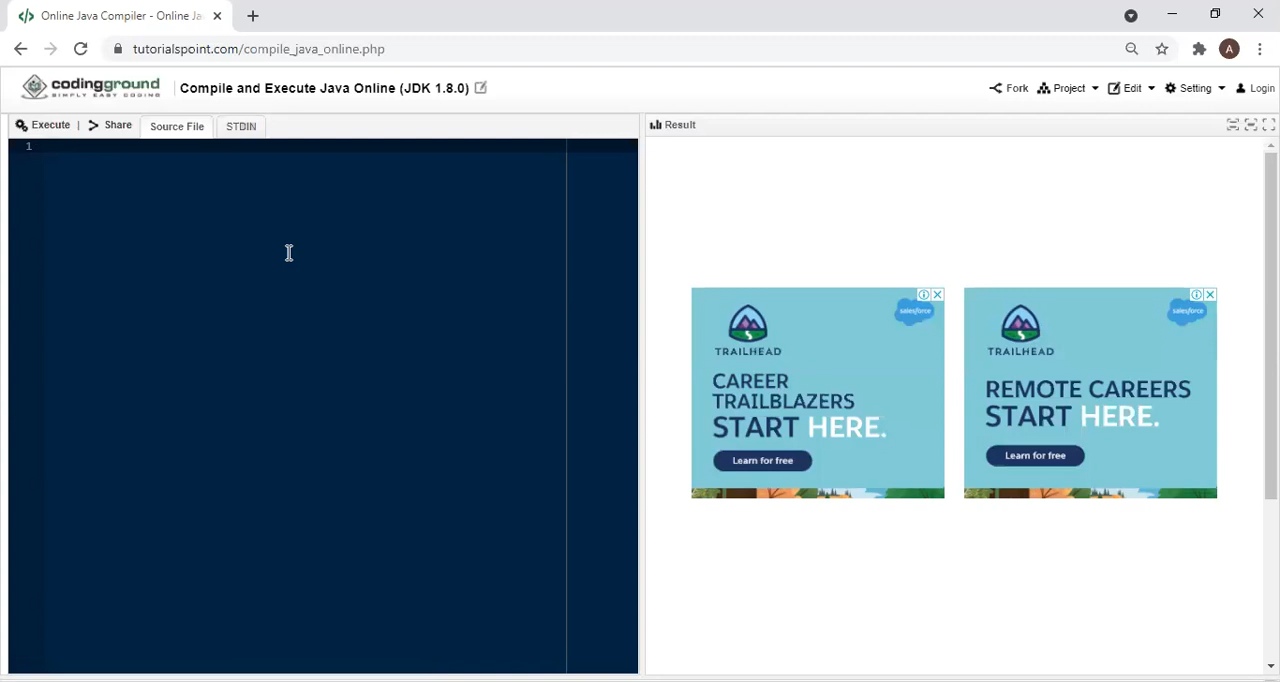 Online Java Compiler - Online Ja
tutorialspoint.com/compile_java_online.php
A
codingground
SIMPLY EASY CODING
Compile and Execute Java Online (JDK 1.8.0)
Fork
Project
Edit
Setting
Login
Execute | Share
Source File
STDIN
Result
1
salesforce
TRAILHEAD
CAREER
TRAILBLAZERS
START HERE.
Learn for free
salesforce
TRAILHEAD
REMOTE CAREERS
START HERE.
Learn for free